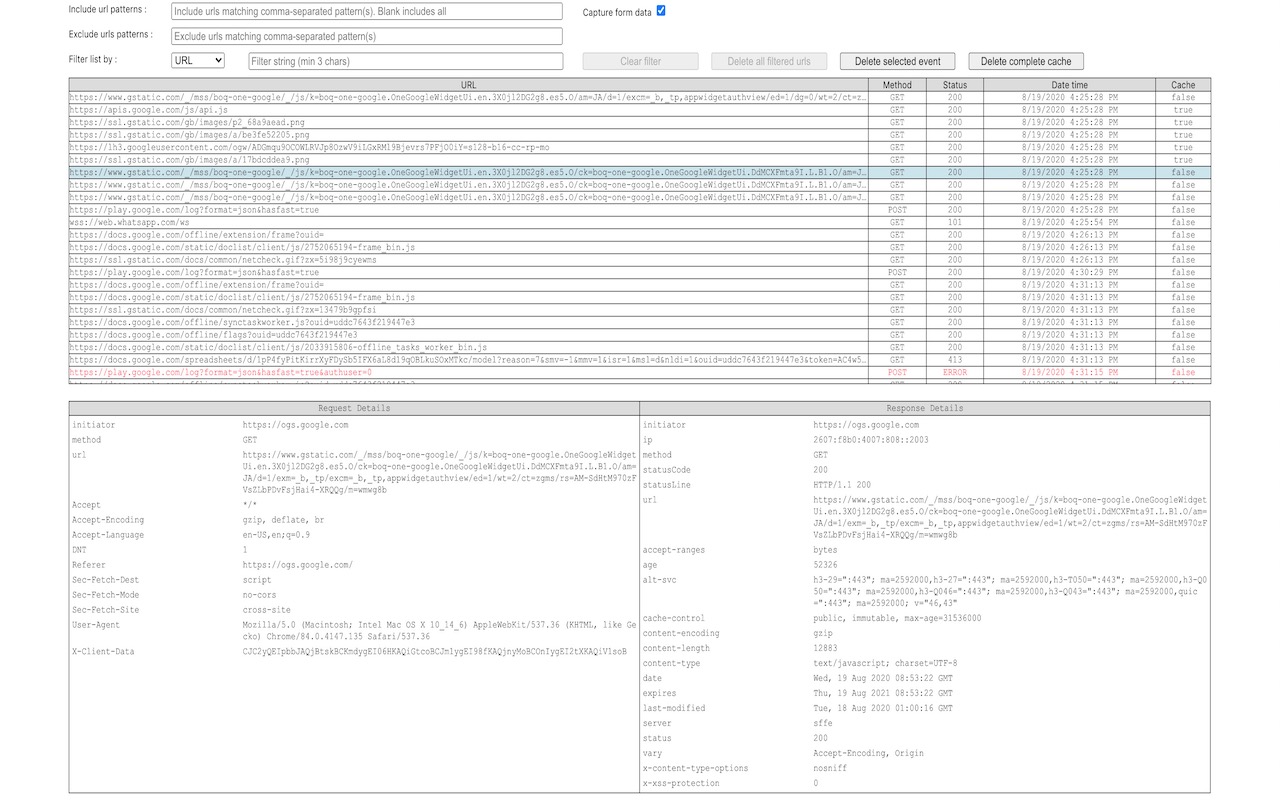 Include url patterns : Include urls matching comma-separated pattern(s). Blank includes all Capture form data
Exclude urls patterns : Exclude urls matching comma-separated pattern(s)
Filter list by : URL Filter string (min 3 chars) Clear filter Delete all filtered urls Delete selected event Delete complete cache
URL Method Status Date time Cache
https://www.gstatic.com/_/mss/boq-one-google/_/js/k=boq-one-google.OneGoogleWidgetUi.en.3X0jl2DG2g8.es5.O/am=JA/d=1/excm=_b,_tp,appwidgetauthview/ed=1/dg=0/wt=2/ct=z… GET 200 8/19/2020 4:25:28 PM false
https://apis.google.com/js/api.js GET 200 8/19/2020 4:25:28 PM true
https://ssl.gstatic.com/gb/images/p2_68a9aead.png GET 200 8/19/2020 4:25:28 PM true
https://ssl.gstatic.com/gb/images/a/be3fe52205.png GET 200 8/19/2020 4:25:28 PM true
https://lh3.googleusercontent.com/ogw/ADGmqu9OCOWLRVJp8OzwV9iLGxRMl9Bjevrs7PFjO0iY=s128-b16-cc-rp-mo GET 200 8/19/2020 4:25:28 PM true
https://ssl.gstatic.com/gb/images/a/17bdcddea9.png GET 200 8/19/2020 4:25:28 PM true
https://www.gstatic.com/_/mss/boq-one-google/_/js/k=boq-one-google.OneGoogleWidgetUi.en.3X0jl2DG2g8.es5.O/ck=boq-one-google.OneGoogleWidgetUi.DdMCXFmta9I.L.B1.O/am=J… GET 200 8/19/2020 4:25:28 PM false
https://www.gstatic.com/_/mss/boq-one-google/_/js/k=boq-one-google.OneGoogleWidgetUi.en.3X0jl2DG2g8.es5.O/ck=boq-one-google.OneGoogleWidgetUi.DdMCXFmta9I.L.B1.O/am=J… GET 200 8/19/2020 4:25:28 PM false
https://www.gstatic.com/_/mss/boq-one-google/_/js/k=boq-one-google.OneGoogleWidgetUi.en.3X0jl2DG2g8.es5.O/ck=boq-one-google.OneGoogleWidgetUi.DdMCXFmta9I.L.B1.O/am=J… GET 200 8/19/2020 4:25:28 PM false
https://play.google.com/log?format=json&hasfast=true POST 200 8/19/2020 4:25:28 PM false
wss://web.whatsapp.com/ws GET 101 8/19/2020 4:25:54 PM false
https://docs.google.com/offline/extension/frame?ouid= GET 200 8/19/2020 4:26:13 PM false
https://docs.google.com/static/doclist/client/js/2752065194-frame_bin.js GET 200 8/19/2020 4:26:13 PM false
https://ssl.gstatic.com/docs/common/netcheck.gif?zx=5i98j9cyewms GET 200 8/19/2020 4:26:13 PM false
https://play.google.com/log?format=json&hasfast=true POST 200 8/19/2020 4:30:29 PM false
https://docs.google.com/offline/extension/frame?ouid= GET 200 8/19/2020 4:31:13 PM false
https://docs.google.com/static/doclist/client/js/2752065194-frame_bin.js GET 200 8/19/2020 4:31:13 PM false
https://ssl.gstatic.com/docs/common/netcheck.gif?zx=13479b9gpfsi GET 200 8/19/2020 4:31:13 PM false
https://docs.google.com/offline/synctaskworker.js?ouid=uddc7643f219447e3 GET 200 8/19/2020 4:31:13 PM false
https://docs.google.com/offline/flags?ouid=uddc7643f219447e3 GET 200 8/19/2020 4:31:13 PM false
https://docs.google.com/static/doclist/client/js/2033915806-offline_tasks_worker_bin.js GET 200 8/19/2020 4:31:13 PM false
https://docs.google.com/spreadsheets/d/1pP4fyPitKirrXyFDySb5IFX6aL8dl9qOBLkuSOxMTkc/model?reason=7&smv=-1&mmv=1&isr=1&msl=d&nldi=1&ouid=uddc7643f219447e3&token=AC4w5… GET 413 8/19/2020 4:31:13 PM false
https://play.google.com/log?format=json&hasfast=true&authuser=0 POST ERROR 8/19/2020 4:31:15 PM false
Request Details Response Details
initiator https://ogs.google.com
method GET
url https://www.gstatic.com/_/mss/boq-one-google/_/js/k=boq-one-google.OneGoogleWidget
Ui.en.3X0jl2DG2g8.es5.O/ck=boq-one-google.OneGoogleWidgetUi.DdMCXFmta9I.L.B1.O/am=
JA/d=1/exm=_b,_tp/excm=_b,_tp,appwidgetauthview/ed=1/wt=2/ct=zgms/rs=AM-SdHtM970zF
VsZLbPDvFsjHai4-XRQQg/m=wmwg8b
Accept */*
Accept-Encoding gzip, deflate, br
Accept-Language en-US,en;q=0.9
DNT 1
Referer https://ogs.google.com/
Sec-Fetch-Dest script
Sec-Fetch-Mode no-cors
Sec-Fetch-Site cross-site
User-Agent Mozilla/5.0 (Macintosh; Intel Mac OS X 10_14_6) AppleWebKit/537.36 (KHTML, like Ge
cko) Chrome/84.0.4147.135 Safari/537.36
X-Client-Data CJC2yQEIpbbJAQjBtskBCKmdygEI06HKAQiGtcoBCJm1ygEI98fKAQjnyMoBCOnIygEI2tXKAQiV1soB
initiator https://ogs.google.com
ip 2607:f8b0:4007:808::2003
method GET
statusCode 200
statusLine HTTP/1.1 200
url https://www.gstatic.com/_/mss/boq-one-google/_/js/k=boq-one-google.OneGoogleWidget
Ui.en.3X0jl2DG2g8.es5.O/ck=boq-one-google.OneGoogleWidgetUi.DdMCXFmta9I.L.B1.O/am=
JA/d=1/exm=_b,_tp/excm=_b,_tp,appwidgetauthview/ed=1/wt=2/ct=zgms/rs=AM-SdHtM970zF
VsZLbPDvFsjHai4-XRQQg/m=wmwg8b
accept-ranges bytes
age 52326
alt-svc h3-29=":443"; ma=2592000,h3-27=":443"; ma=2592000,h3-T050=":443"; ma=2592000,h3-Q0
50=":443"; ma=2592000,h3-Q046=":443"; ma=2592000,h3-Q043=":443"; ma=2592000,quic
=":443"; ma=2592000; v="46,43"
cache-control public, immutable, max-age=31536000
content-encoding gzip
content-length 12883
content-type text/javascript; charset=UTF-8
date Wed, 19 Aug 2020 08:53:22 GMT
expires Thu, 19 Aug 2021 08:53:22 GMT
last-modified Tue, 18 Aug 2020 01:00:16 GMT
server sffe
status 200
vary Accept-Encoding, Origin
x-content-type-options nosniff
x-xss-protection 0